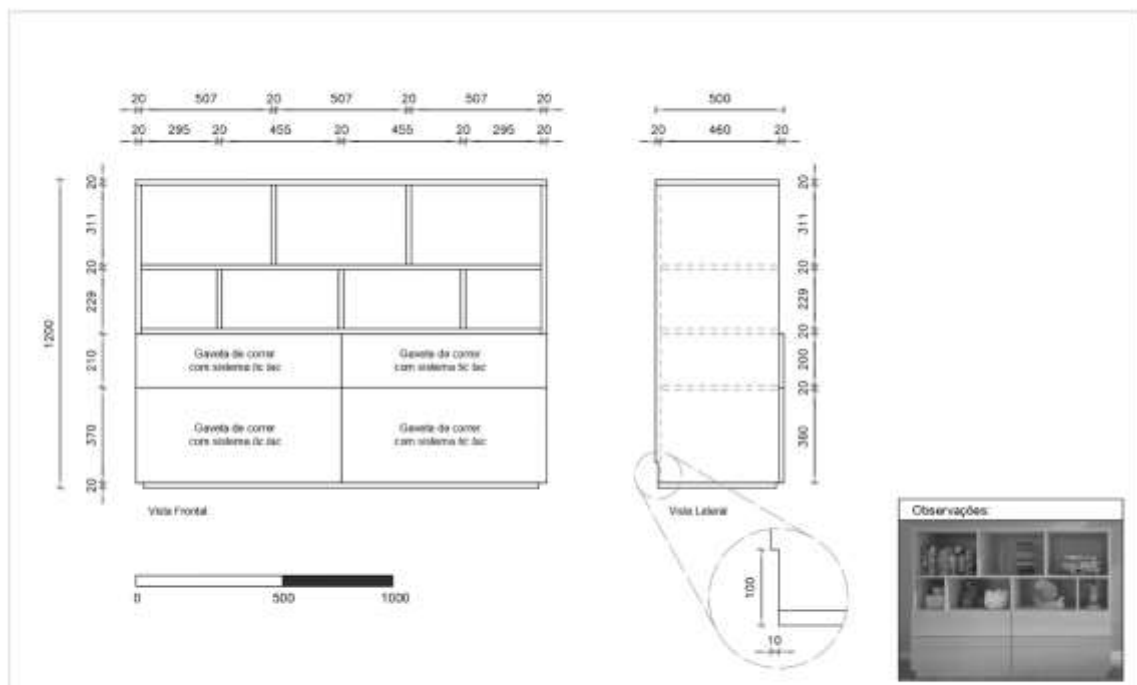 20 507 20 507 20 507 20
20 295 20 455 20 455 20 295 20
500
20 460 20
1200
20
311
20
229
210
370
20
Gaveta de correr
com sistema tic tac
Gaveta de correr
com sistema tic tac
Gaveta de correr
com sistema tic tac
Gaveta de correr
com sistema tic tac
20
311
20
229
20
200
20
360
Vista Frontal
Vista Lateral
0 500 1000
100
10
Observações: